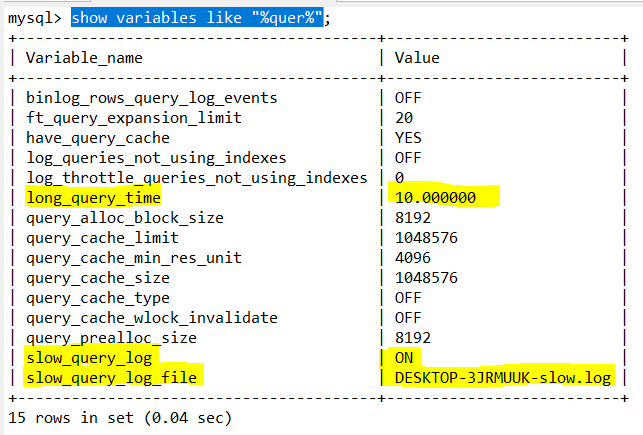 mysql> show variables like "%quer%";
+----------------------------------------+--------------------------+
| Variable_name | Value |
+----------------------------------------+--------------------------+
| binlog_rows_query_log_events | OFF |
| ft_query_expansion_limit | 20 |
| have_query_cache | YES |
| log_queries_not_using_indexes | OFF |
| log_throttle_queries_not_using_indexes | 0 |
| long_query_time | 10.000000 |
| query_alloc_block_size | 8192 |
| query_cache_limit | 1048576 |
| query_cache_min_res_unit | 4096 |
| query_cache_size | 1048576 |
| query_cache_type | OFF |
| query_cache_wlock_invalidate | OFF |
| query_prealloc_size | 8192 |
| slow_query_log | ON |
| slow_query_log_file | DESKTOP-3JRMUUK-slow.log |
+----------------------------------------+--------------------------+
15 rows in set (0.04 sec)